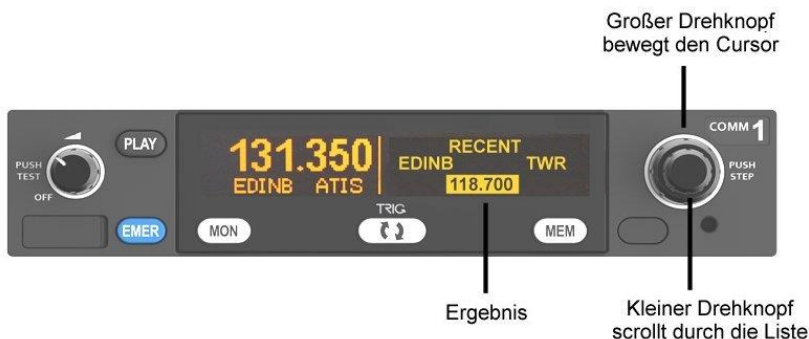 Großer Drehknopf
bewegt den Cursor
COMM 1
PLAY
PUSH
TEST
OFF
131.350
EDINB ATIS
RECENT
EDINB TWR
118.700
PUSH
STEP
TRIG
EMER
MON
MEM
Ergebnis
Kleiner Drehknopf
scrollt durch die Liste